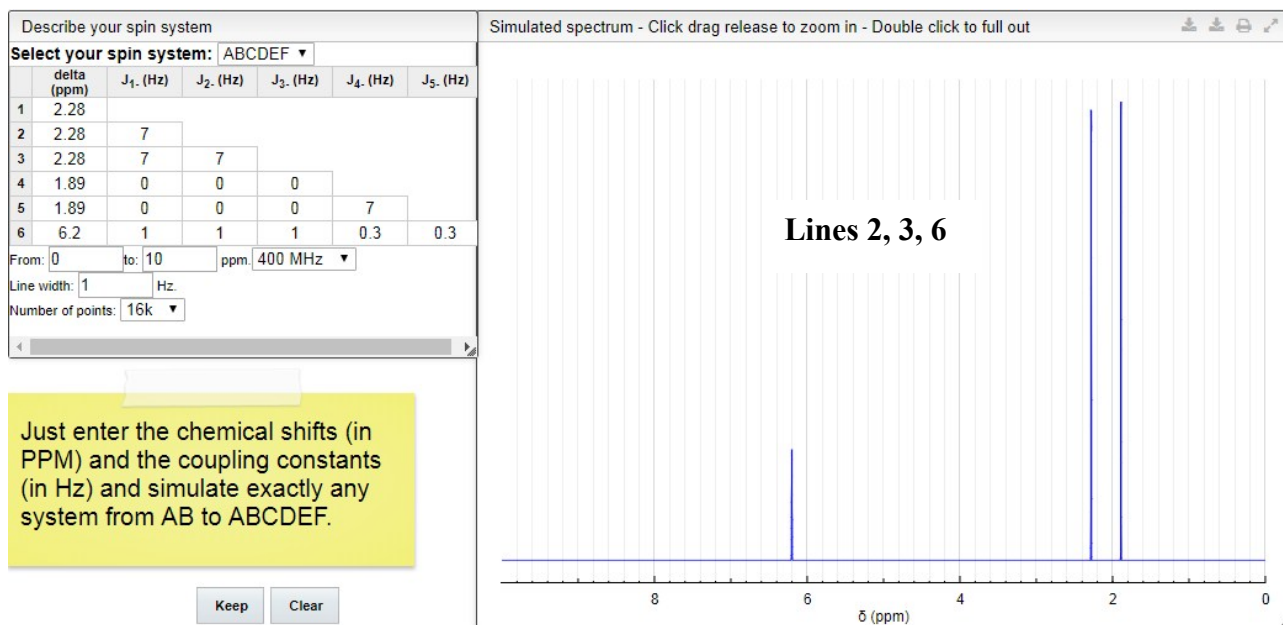 Describe your spin system
Select your spin system: ABCDEF ▼
delta (ppm) J1- (Hz) J2- (Hz) J3- (Hz) J4- (Hz) J5- (Hz)
1 2.28
2 2.28 7
3 2.28 7 7
4 1.89 0 0 0
5 1.89 0 0 0 7
6 6.2 1 1 1 0.3 0.3
From: 0 to: 10 ppm. 400 MHz ▼
Line width: 1 Hz.
Number of points: 16k ▼
Just enter the chemical shifts (in
PPM) and the coupling constants
(in Hz) and simulate exactly any
system from AB to ABCDEF.
Keep Clear
Simulated spectrum - Click drag release to zoom in - Double click to full out
Lines 2, 3, 6
8 6 4 2 0
δ (ppm)